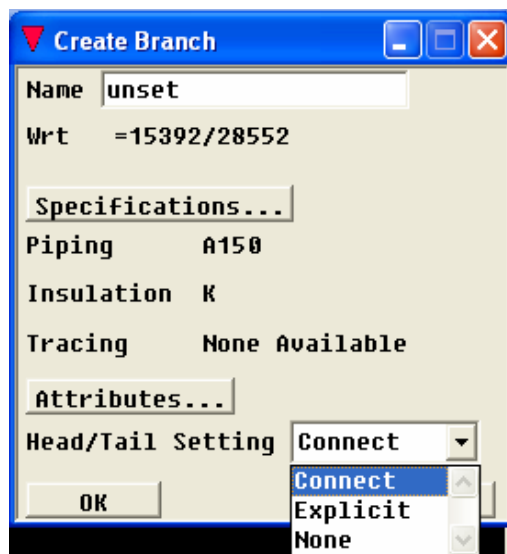 Create Branch
Name unset
Wrt =15392/28552
Specifications...
Piping A150
Insulation K
Tracing None Available
Attributes...
Head/Tail Setting Connect
Connect
OK
Explicit
None